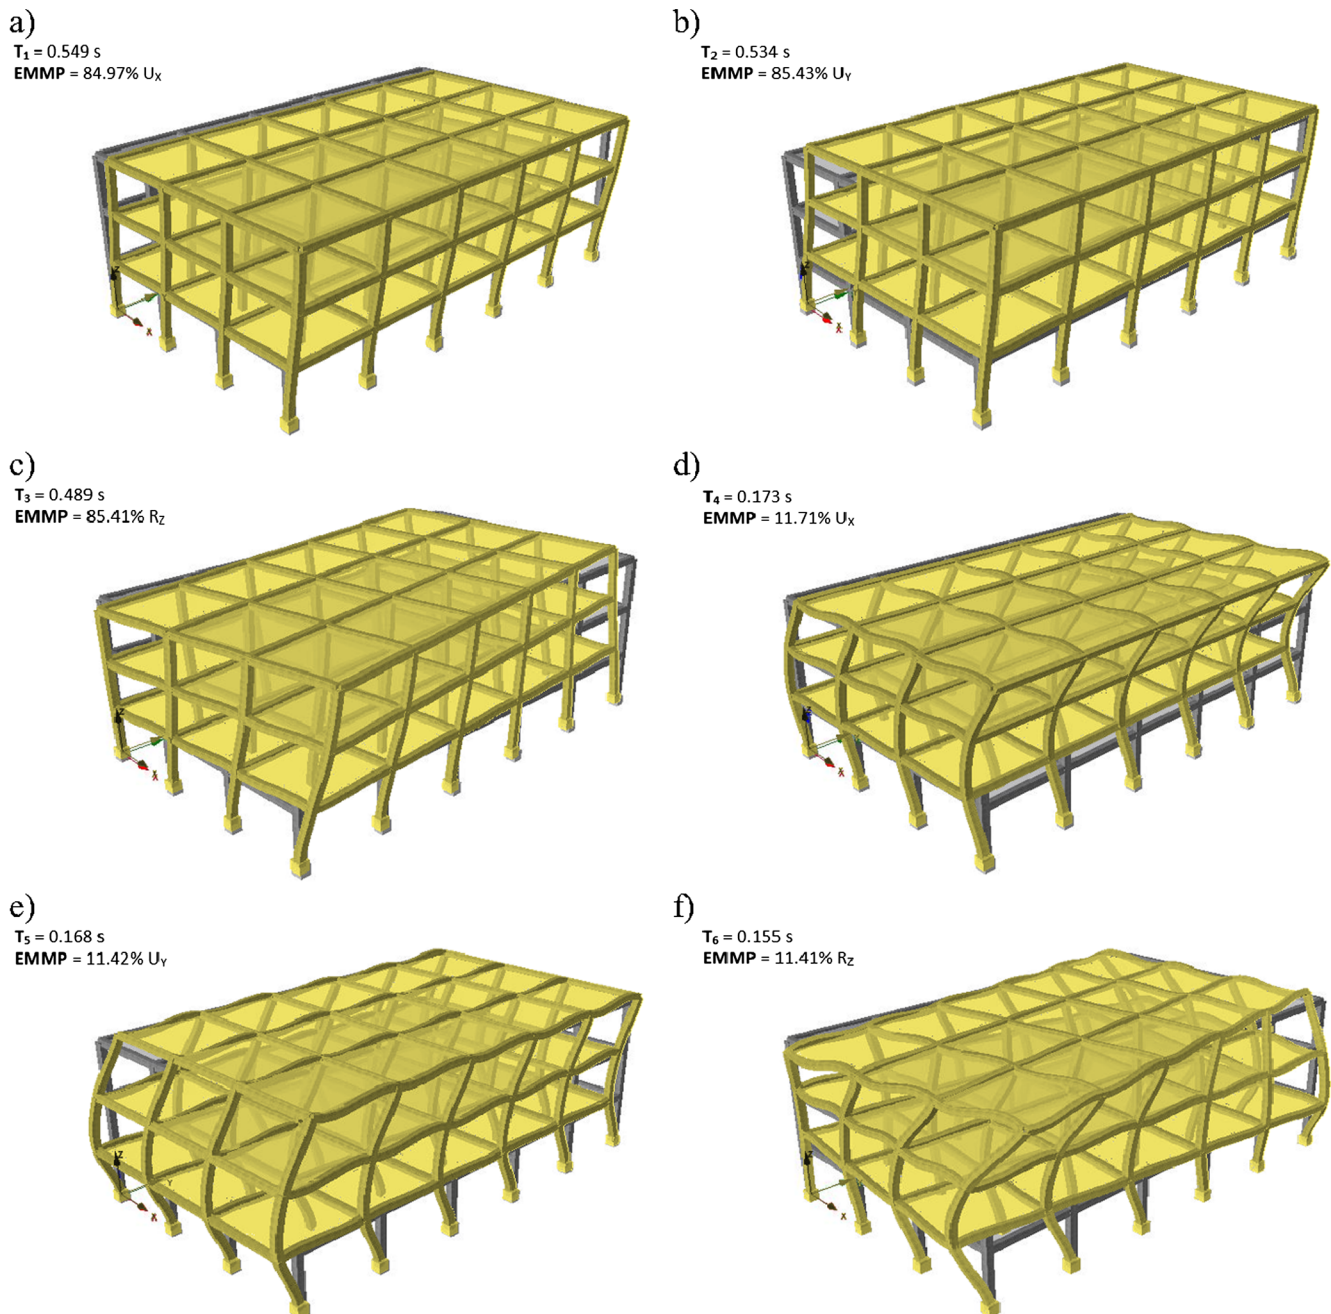 a)
T₁ = 0.549 s
EMMP = 84.97% Uₓ
b)
T₂ = 0.534 s
EMMP = 85.43% Uᵧ
c)
T₃ = 0.489 s
EMMP = 85.41% R_Z
d)
T₄ = 0.173 s
EMMP = 11.71% Uₓ
e)
T₅ = 0.168 s
EMMP = 11.42% Uᵧ
f)
T₆ = 0.155 s
EMMP = 11.41% R_Z